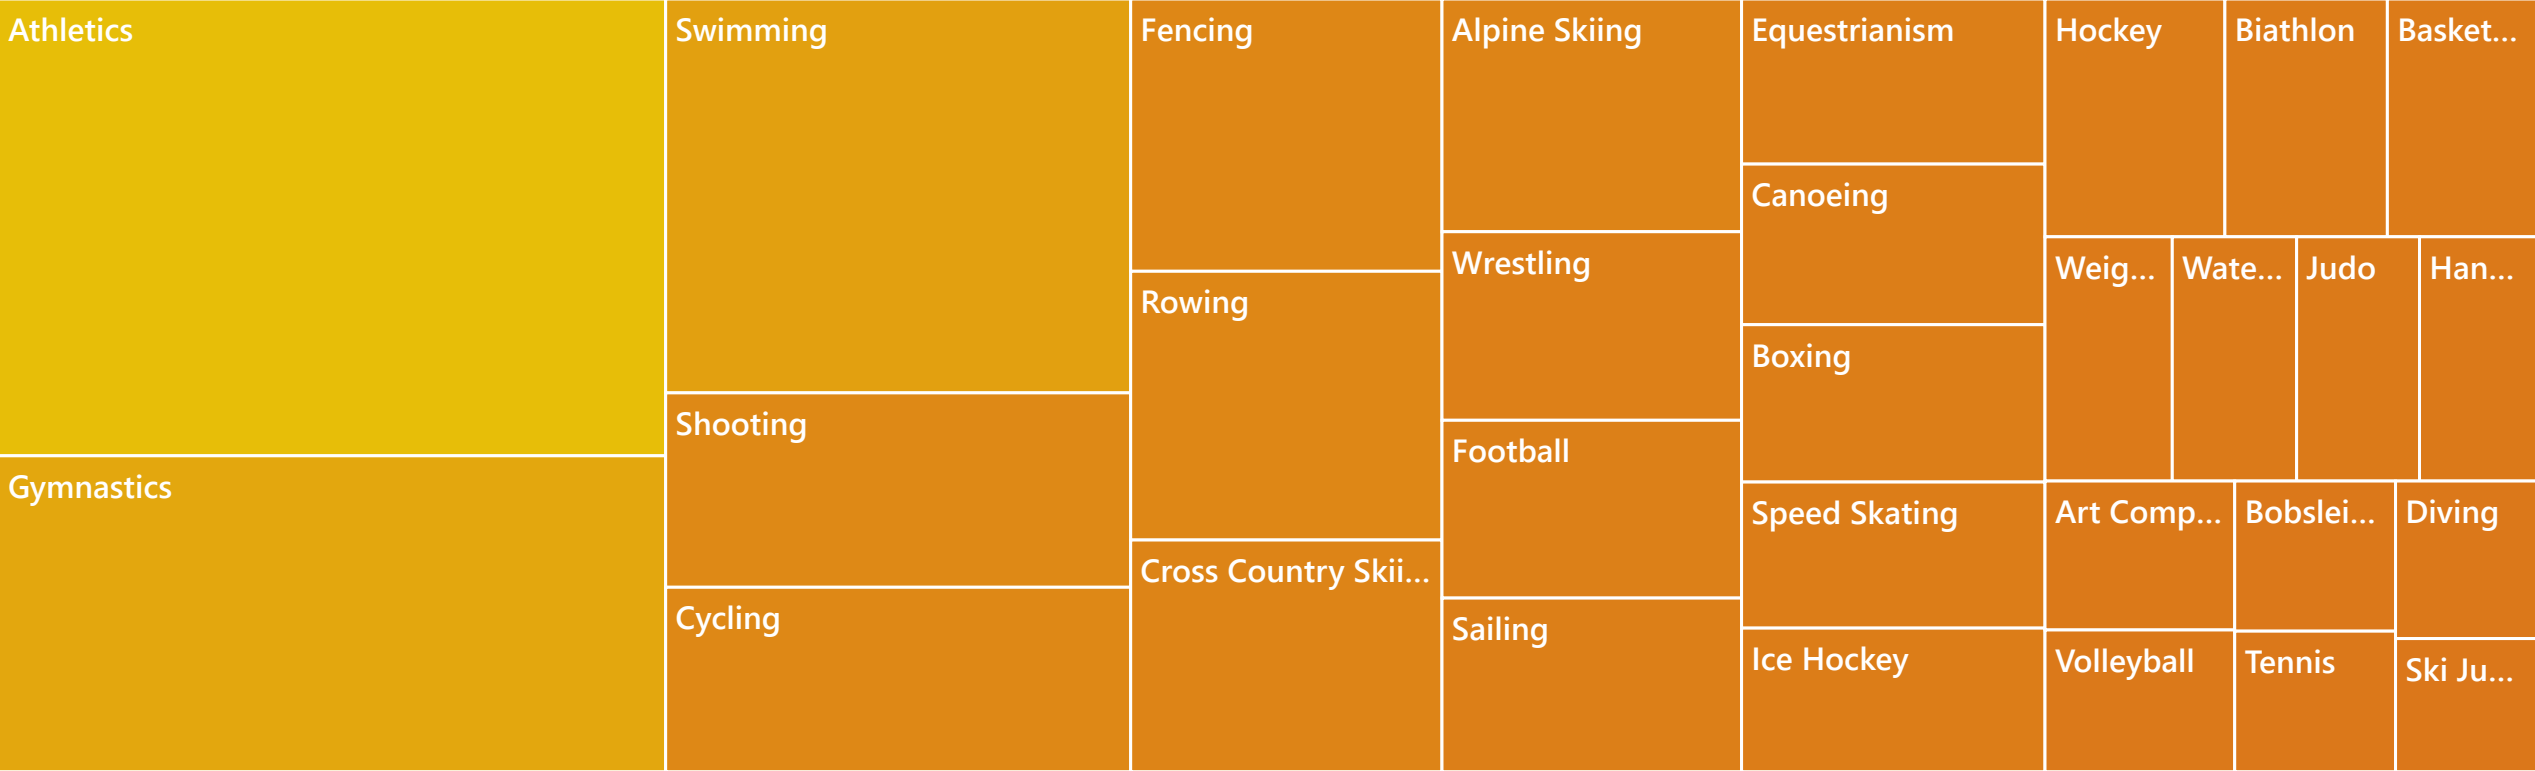 Athletics
Gymnastics
Swimming
Shooting
Cycling
Fencing
Rowing
Cross Country Skii...
Alpine Skiing
Wrestling
Football
Sailing
Equestrianism
Canoeing
Boxing
Speed Skating
Ice Hockey
Hockey
Biathlon
Basket...
Weig...
Wate...
Judo
Han...
Art Comp...
Bobslei...
Diving
Volleyball
Tennis
Ski Ju...